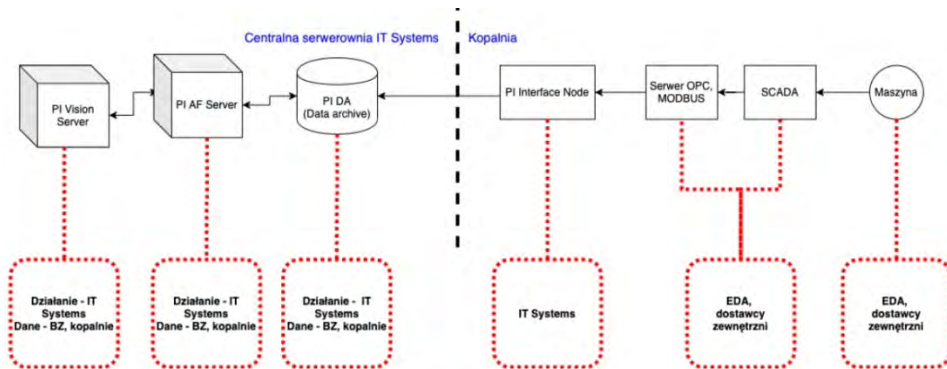 Centralna serwerownia IT Systems
Kopalnia
PI Vision
Server
PI AF Server
PI DA
(Data archive)
PI Interface Node
Serwer OPC,
MODBUS
SCADA
Maszyna
Działanie - IT
Systems
Dane - BZ, kopalnie
Działanie - IT
Systems
Dane - BZ, kopalnie
Działanie - IT
Systems
Dane - BZ, kopalnie
IT Systems
EDA,
dostawcy
zewnętrzni
EDA,
dostawcy
zewnętrzni